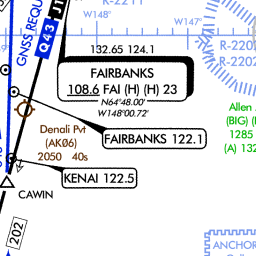 R-2211
W148°
W147°
GNSS REQU
Q43
132.65 124.1
R-220
R-2202
FAIRBANKS
108.6 FAI (H) (H) 23
N64°48.00'
W148°00.72'
Allen
(BIG) (
1285
(A) 132
Denali Pvt
(AK06)
2050 40s
FAIRBANKS 122.1
KENAI 122.5
CAWIN
202
ANCHOR